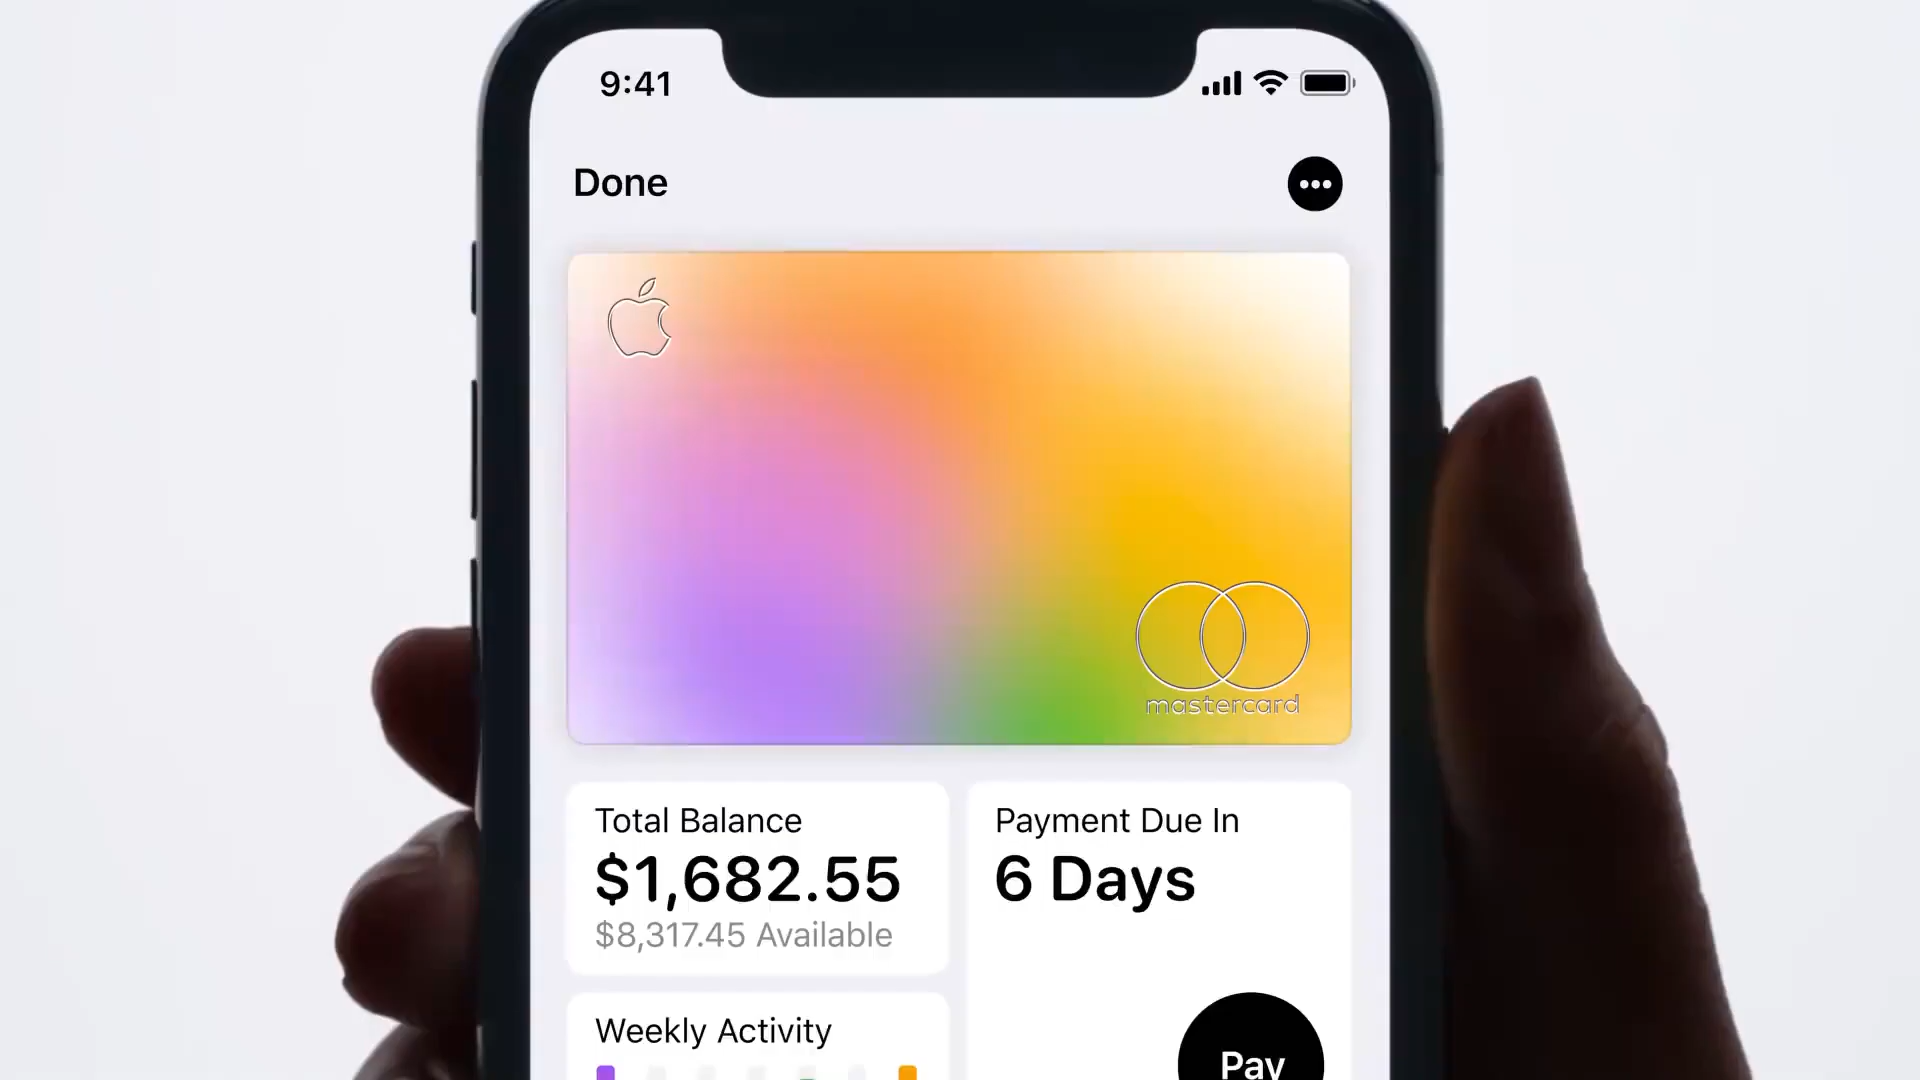 9:41
Done
mastercard
Total Balance
$1,682.55
$8,317.45 Available
Payment Due In
6 Days
Weekly Activity
Pay